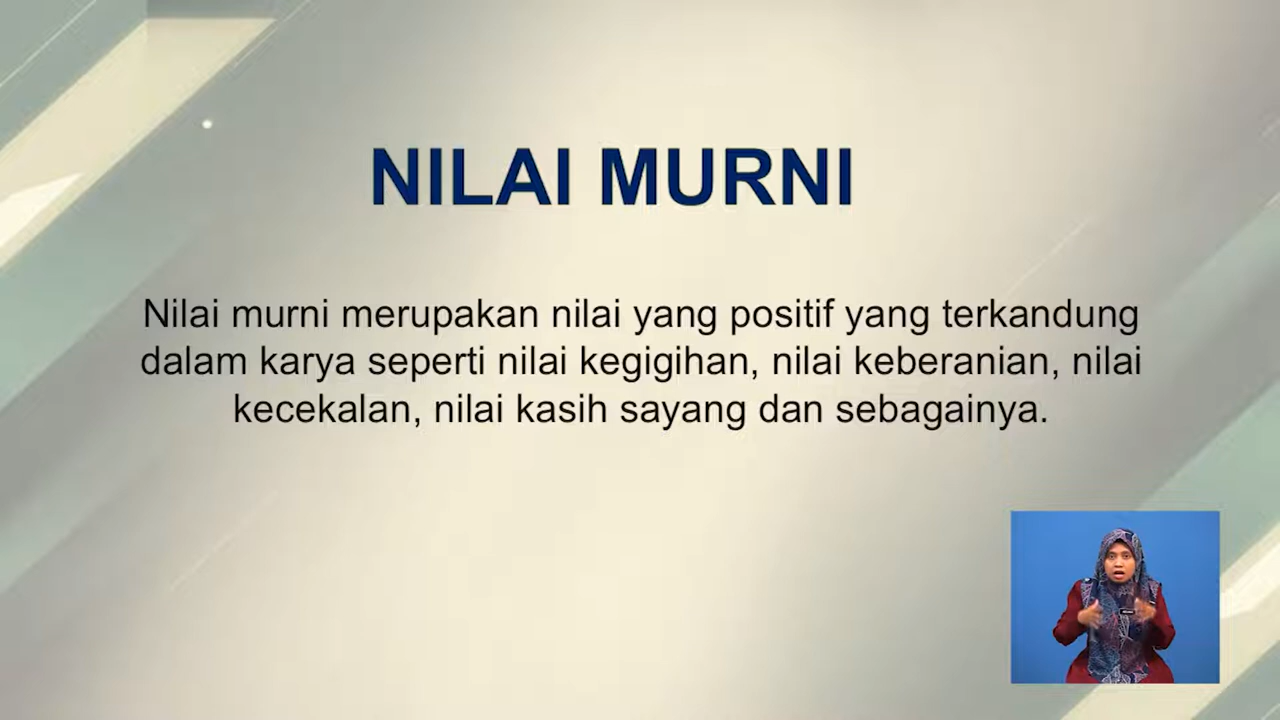 NILAI MURNI
Nilai murni merupakan nilai yang positif yang terkandung
dalam karya seperti nilai kegigihan, nilai keberanian, nilai
kecekalan, nilai kasih sayang dan sebagainya.